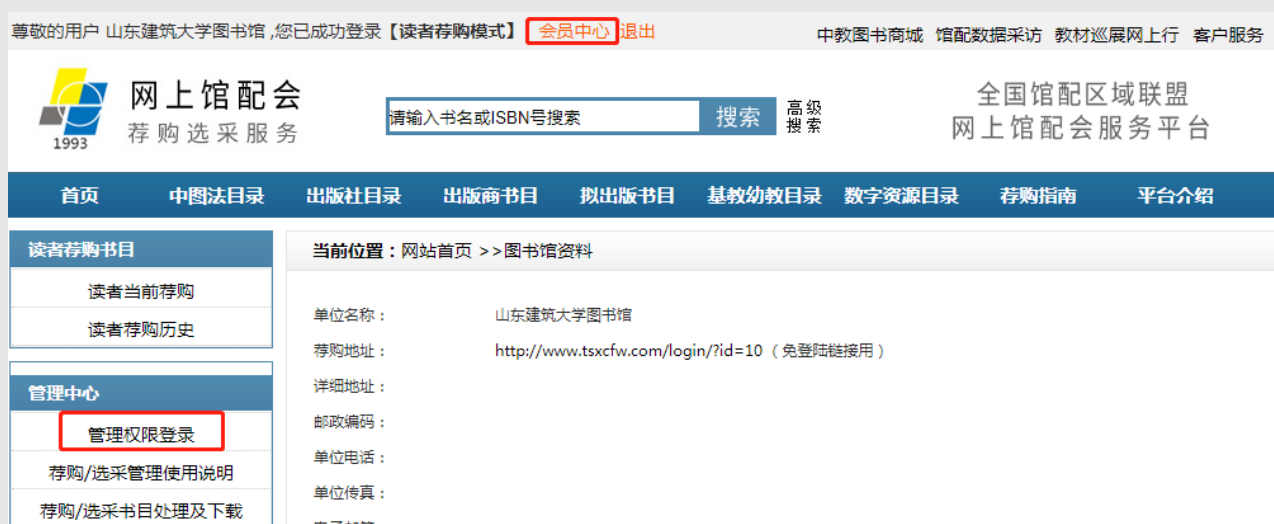 尊敬的用户 山东建筑大学图书馆 ,您已成功登录【读者荐购模式】 会员中心 退出
中教图书商城 馆配数据采访 教材巡展网上行 客户服务
网上馆配会
荐购选采服务
1993
请输入书名或ISBN号搜索
搜索
高级
搜索
全国馆配区域联盟
网上馆配会服务平台
首页 中图法目录 出版社目录 出版商书目 拟出版书目 基教幼教目录 数字资源目录 荐购指南 平台介绍
读者荐购书目
读者当前荐购
读者荐购历史
管理中心
管理权限登录
荐购/选采管理使用说明
荐购/选采书目处理及下载
当前位置：网站首页 >>图书馆资料
单位名称： 山东建筑大学图书馆
荐购地址： http://www.tsxcfw.com/login/?id=10（免登陆链接用）
详细地址：
邮政编码：
单位电话：
单位传真：